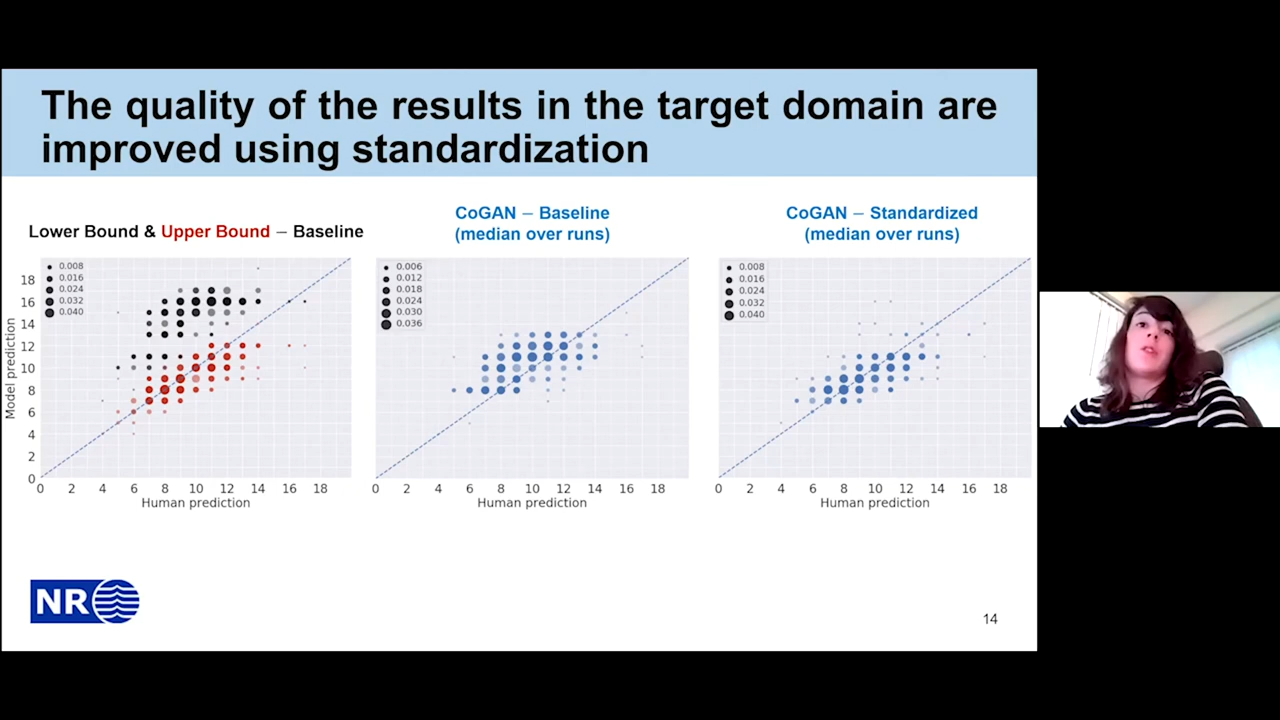 The quality of the results in the target domain are
improved using standardization
Lower Bound & Upper Bound – Baseline
0.008
0.016
0.024
0.032
0.040
18
16
14
12
10
8
6
4
2
0
Model prediction
0 2 4 6 8 10 12 14 16 18
Human prediction
CoGAN – Baseline
(median over runs)
0.006
0.012
0.018
0.024
0.030
0.036
0 2 4 6 8 10 12 14 16 18
Human prediction
CoGAN – Standardized
(median over runs)
0.008
0.016
0.024
0.032
0.040
0 2 4 6 8 10 12 14 16 18
Human prediction
NR
14